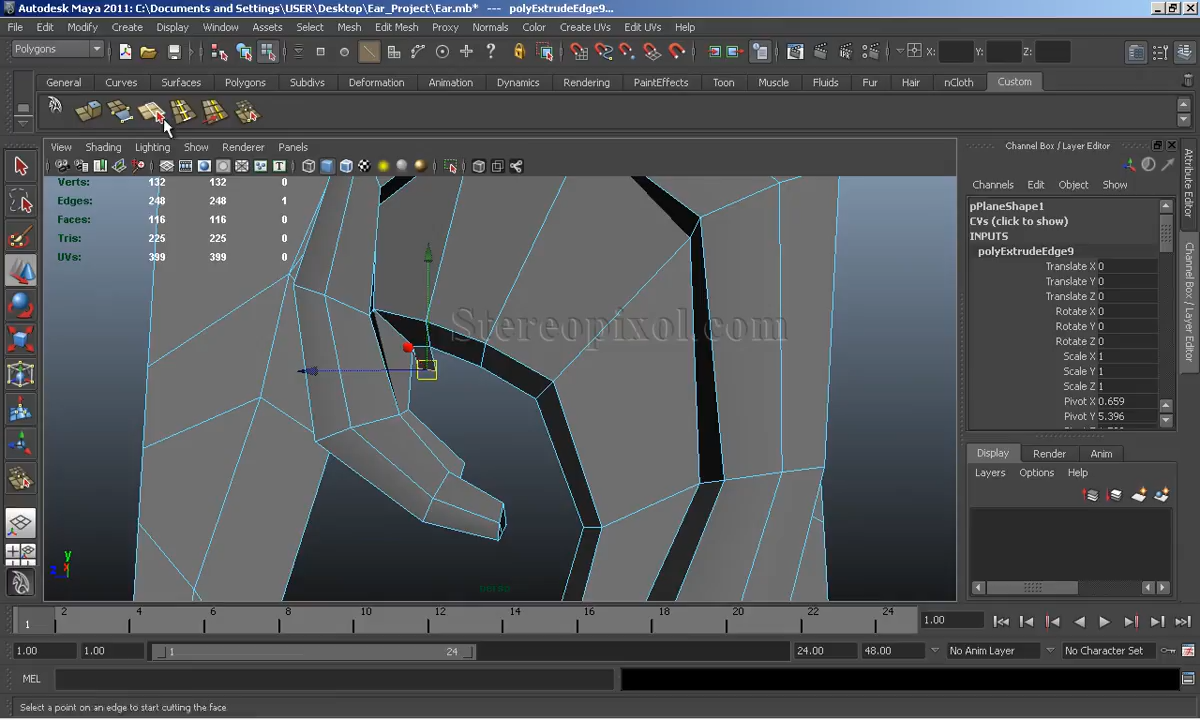 Autodesk Maya 2011: C:\Documents and Settings\USER\Desktop\Ear_Project\Ear.mb* --- polyExtrudeEdge9...
File Edit Modify Create Display Window Assets Select Mesh Edit Mesh Proxy Normals Color Create UVs Edit UVs Help
Polygons X: Y: Z:
General Curves Surfaces Polygons Subdivs Deformation Animation Dynamics Rendering PaintEffects Toon Muscle Fluids Fur Hair nCloth Custom
View Shading Lighting Show Renderer Panels
Channel Box / Layer Editor
Channels Edit Object Show
Verts: 132 132 0
Edges: 248 248 1
Faces: 116 116 0
Tris: 225 225 0
UVs: 399 399 0
Stereopixol.com
y
pPlaneShape1
CVs (click to show)
INPUTS
polyExtrudeEdge9
Translate X 0
Translate Y 0
Translate Z 0
Rotate X 0
Rotate Y 0
Rotate Z 0
Scale X 1
Scale Y 1
Scale Z 1
Pivot X 0.659
Pivot Y 5.396
Attribute Editor
Channel Box / Layer Editor
Display Render Anim
Layers Options Help
1 2 4 6 8 10 12 14 16 18 20 22 24 1.00
1.00 1.00 1 24 24.00 48.00 No Anim Layer No Character Set
MEL
Select a point on an edge to start cutting the face.